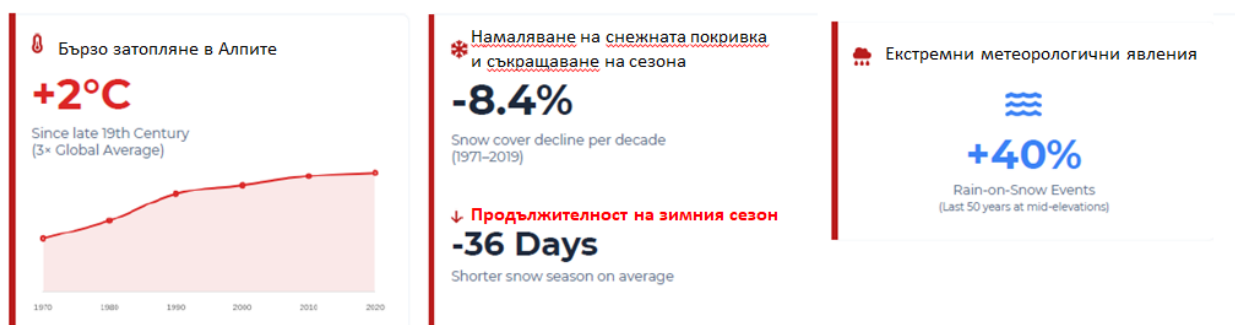 Бързо затопляне в Алпите
+2°C
Since late 19th Century
(3× Global Average)
1970 1980 1990 2000 2010 2020
Намаляване на снежната покривка
и съкращаване на сезона
-8.4%
Snow cover decline per decade
(1971–2019)
↓ Продължителност на зимния сезон
-36 Days
Shorter snow season on average
Екстремни метеорологични явления
+40%
Rain-on-Snow Events
(Last 50 years at mid-elevations)